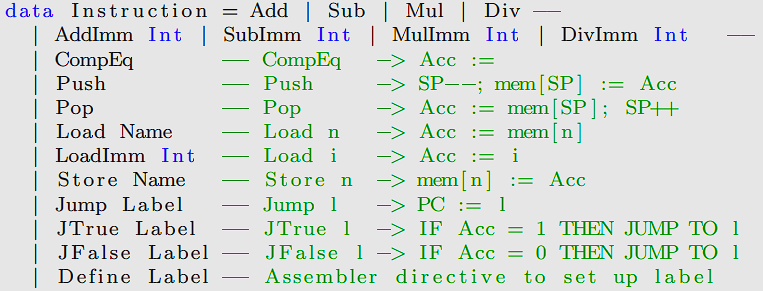 data Instruction = Add | Sub | Mul | Div --
| AddImm Int | SubImm Int | MulImm Int | DivImm Int --
| CompEq -- CompEq -> Acc :=
| Push -- Push -> SP--; mem[SP] := Acc
| Pop -- Pop -> Acc := mem[SP]; SP++
| Load Name -- Load n -> Acc := mem[n]
| LoadImm Int -- Load i -> Acc := i
| Store Name -- Store n -> mem[n] := Acc
| Jump Label -- Jump l -> PC := l
| JTrue Label -- JTrue l -> IF Acc = 1 THEN JUMP TO l
| JFalse Label -- JFalse l -> IF Acc = 0 THEN JUMP TO l
| Define Label -- Assembler directive to set up label